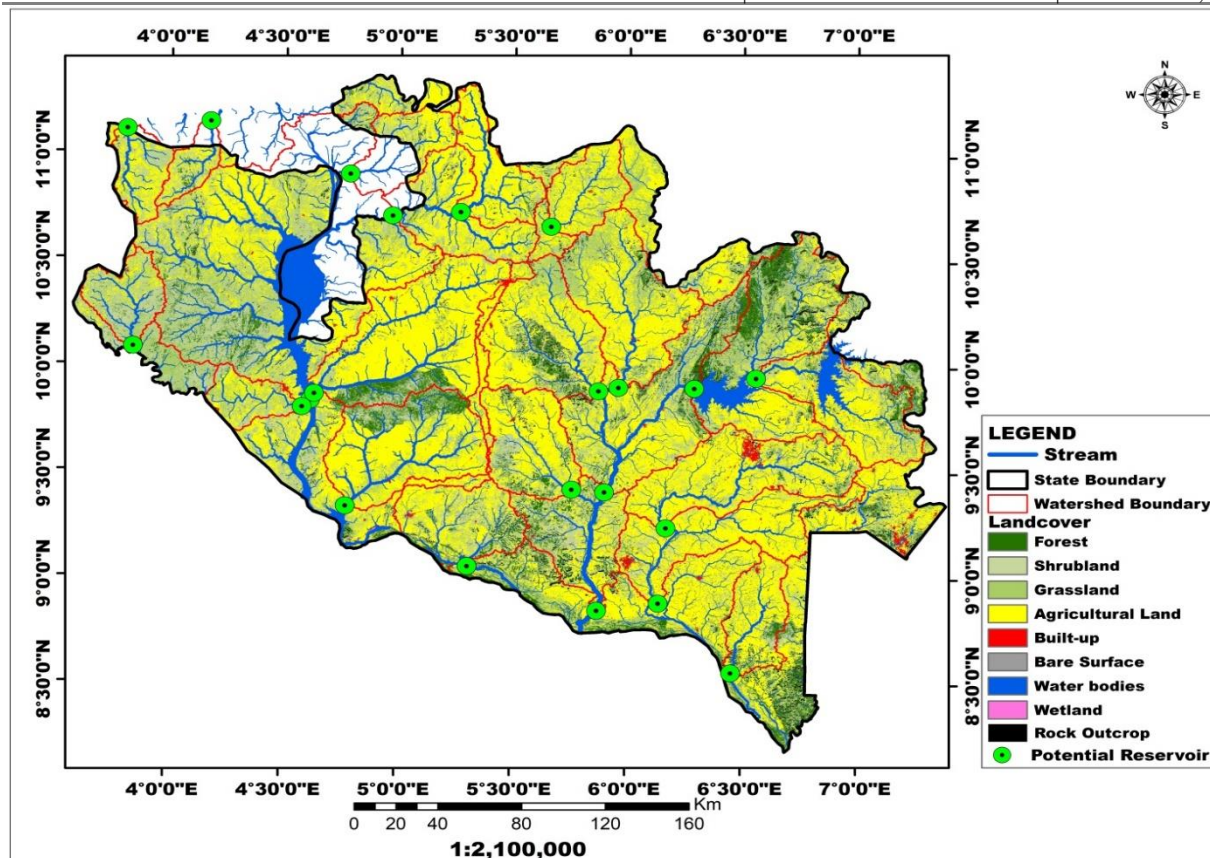 4°0'0"E 4°30'0"E 5°0'0"E 5°30'0"E 6°0'0"E 6°30'0"E 7°0'0"E
N
W E
S
11°0'0"N
10°30'0"N
10°0'0"N
9°30'0"N
9°0'0"N
8°30'0"N
11°0'0"N
10°30'0"N
10°0'0"N
9°30'0"N
9°0'0"N
8°30'0"N
LEGEND
Stream
State Boundary
Watershed Boundary
Landcover
Forest
Shrubland
Grassland
Agricultural Land
Built-up
Bare Surface
Water bodies
Wetland
Rock Outcrop
Potential Reservoir
4°0'0"E 4°30'0"E 5°0'0"E 5°30'0"E 6°0'0"E 6°30'0"E 7°0'0"E
Km
0 20 40 80 120 160
1:2,100,000